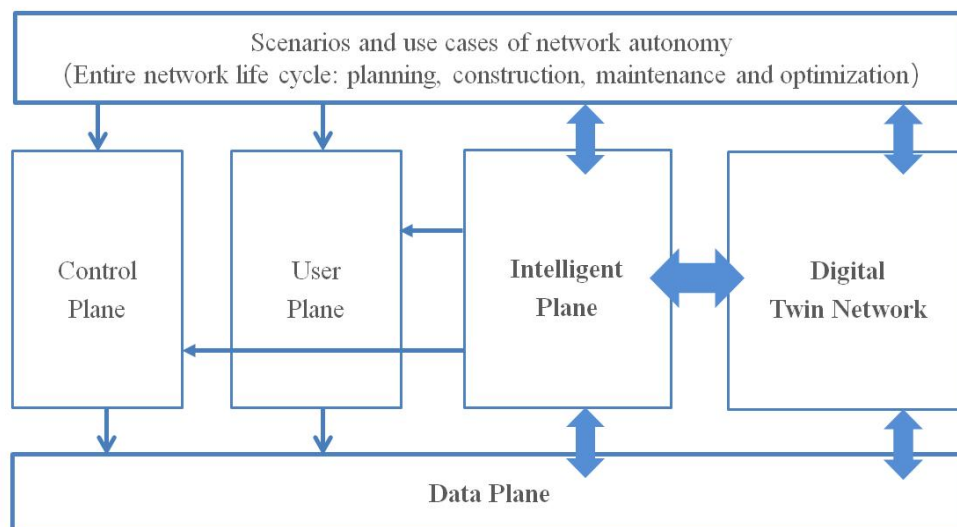 Scenarios and use cases of network autonomy
（Entire network life cycle: planning, construction, maintenance and optimization）
Control
Plane
User
Plane
Intelligent
Plane
Digital
Twin Network
Data Plane